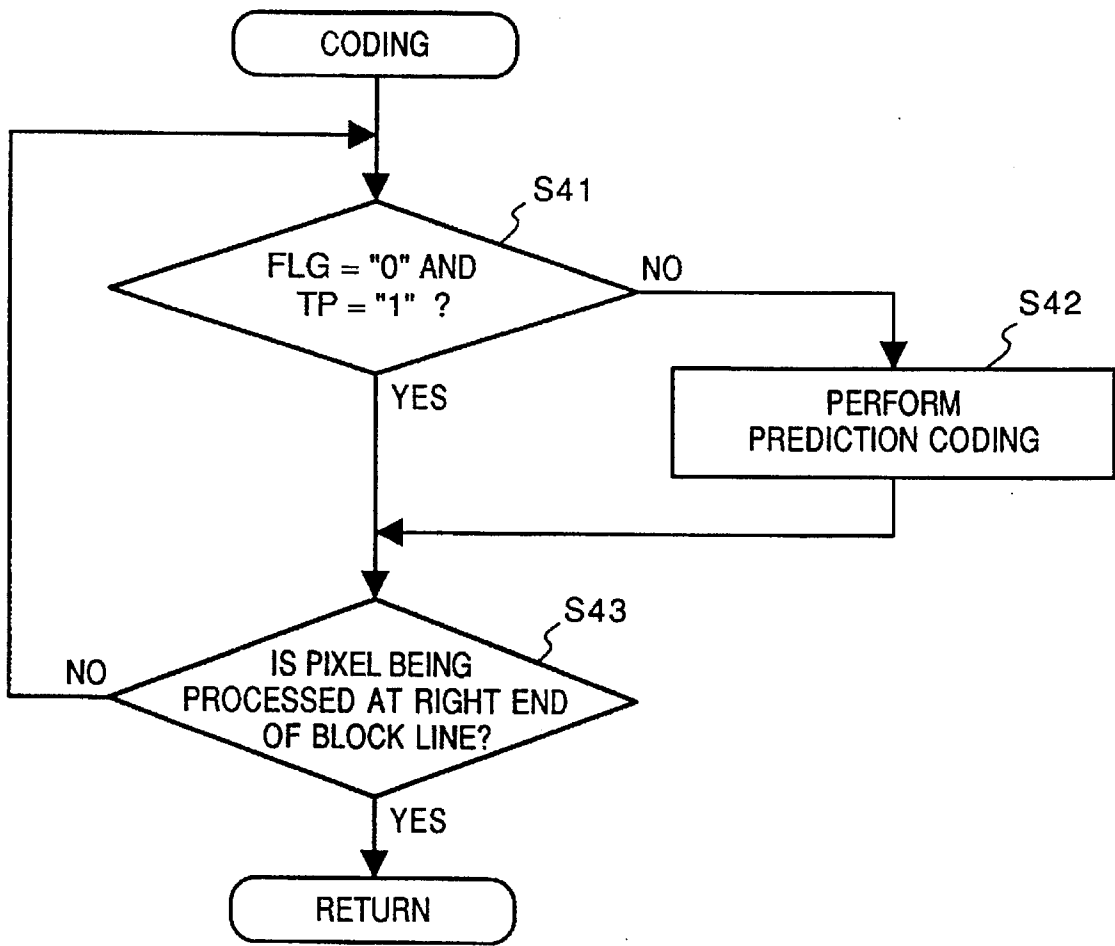 CODING
S41
FLG = "0" AND
TP = "1" ?
NO
S42
YES
PERFORM
PREDICTION CODING
S43
NO
IS PIXEL BEING
PROCESSED AT RIGHT END
OF BLOCK LINE?
YES
RETURN